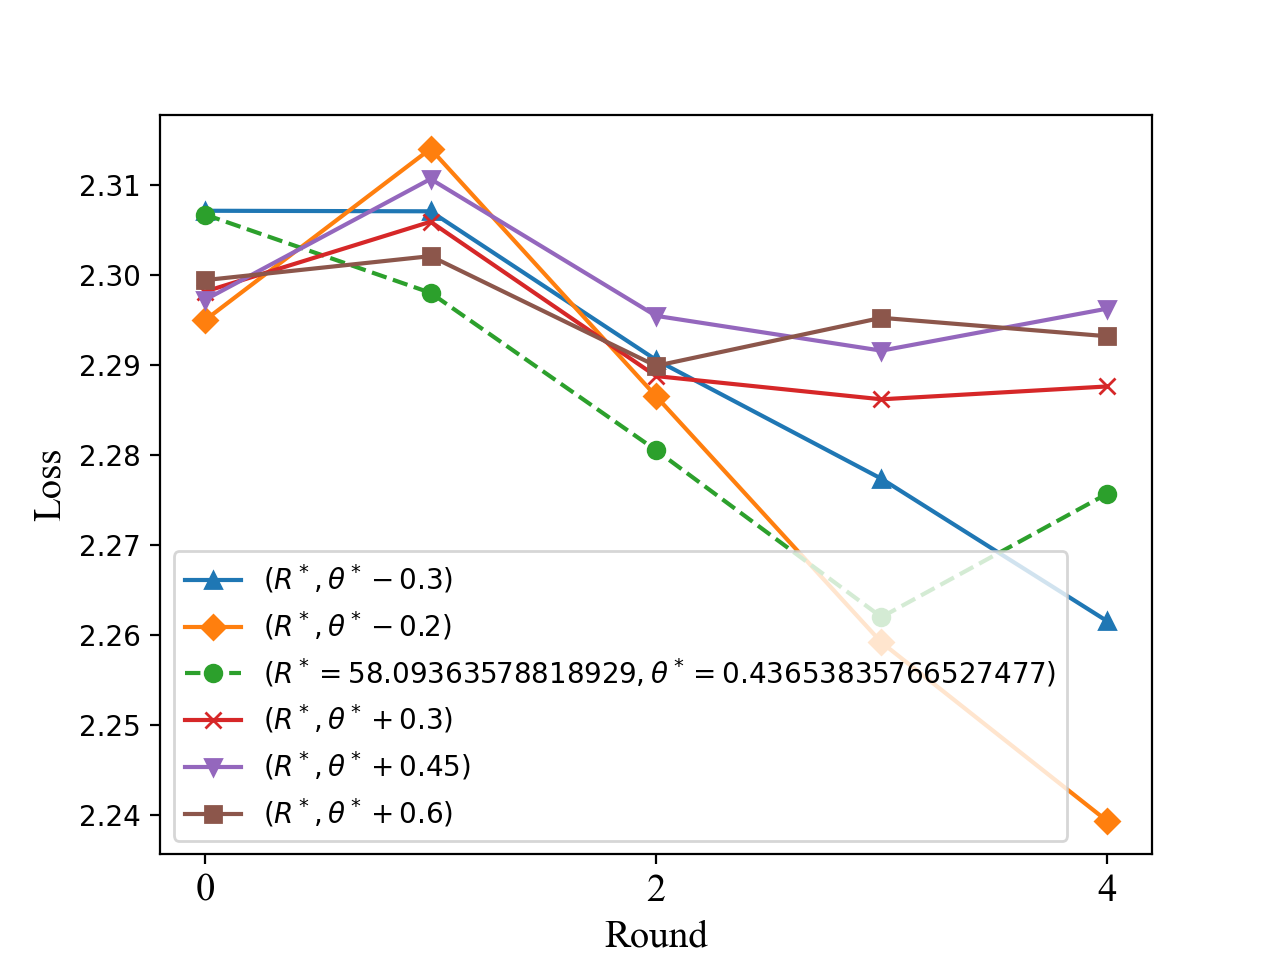 2.31
2.30
2.29
2.28
2.27
2.26
2.25
2.24
Loss
(R*, θ* − 0.3)
(R*, θ* − 0.2)
(R* = 58.09363578818929, θ* = 0.43653835766527477)
(R*, θ* + 0.3)
(R*, θ* + 0.45)
(R*, θ* + 0.6)
0 2 4
Round